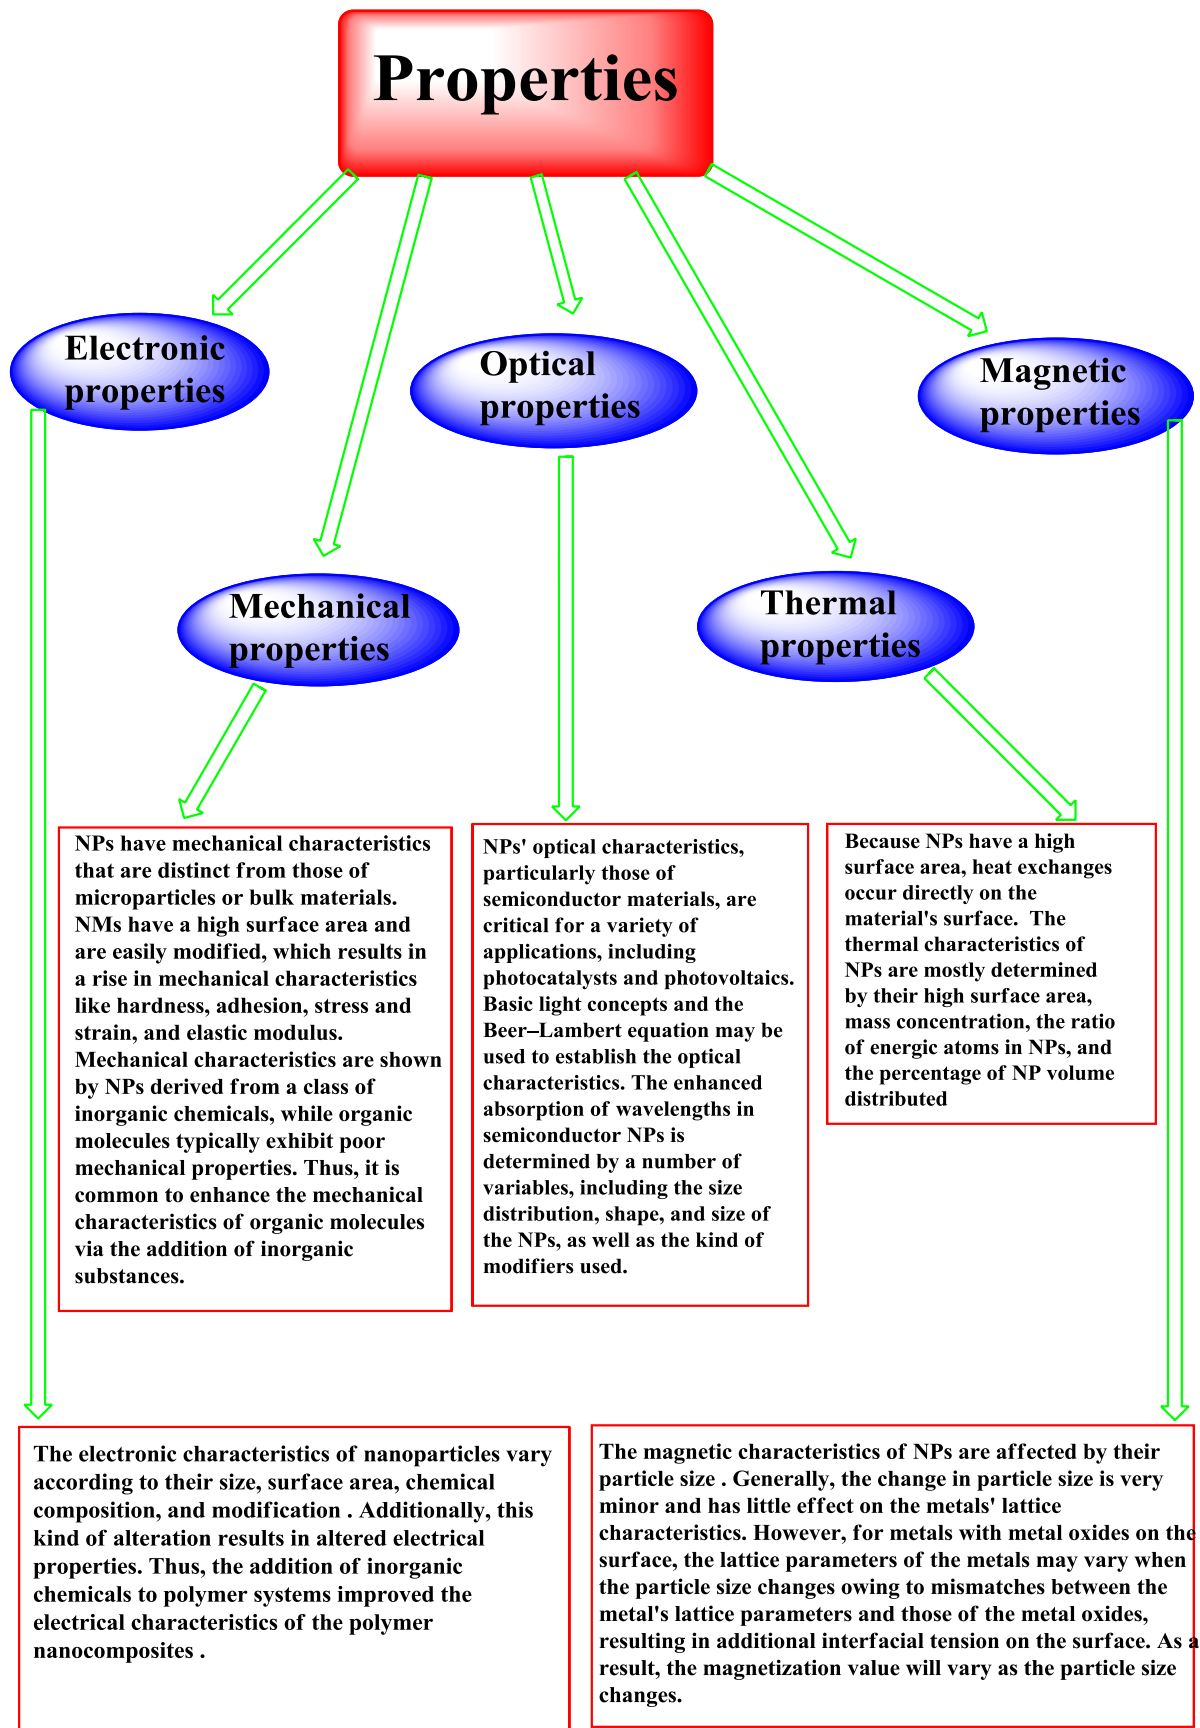 Properties
Electronic
properties
Optical
properties
Magnetic
properties
Mechanical
properties
Thermal
properties
NPs have mechanical characteristics
that are distinct from those of
microparticles or bulk materials.
NMs have a high surface area and
are easily modified, which results in
a rise in mechanical characteristics
like hardness, adhesion, stress and
strain, and elastic modulus.
Mechanical characteristics are shown
by NPs derived from a class of
inorganic chemicals, while organic
molecules typically exhibit poor
mechanical properties. Thus, it is
common to enhance the mechanical
characteristics of organic molecules
via the addition of inorganic
substances.
NPs' optical characteristics,
particularly those of
semiconductor materials, are
critical for a variety of
applications, including
photocatalysts and photovoltaics.
Basic light concepts and the
Beer–Lambert equation may be
used to establish the optical
characteristics. The enhanced
absorption of wavelengths in
semiconductor NPs is
determined by a number of
variables, including the size
distribution, shape, and size of
the NPs, as well as the kind of
modifiers used.
Because NPs have a high
surface area, heat exchanges
occur directly on the
material's surface.  The
thermal characteristics of
NPs are mostly determined
by their high surface area,
mass concentration, the ratio
of energic atoms in NPs, and
the percentage of NP volume
distributed
The electronic characteristics of nanoparticles vary
according to their size, surface area, chemical
composition, and modification . Additionally, this
kind of alteration results in altered electrical
properties. Thus, the addition of inorganic
chemicals to polymer systems improved the
electrical characteristics of the polymer
nanocomposites .
The magnetic characteristics of NPs are affected by their
particle size . Generally, the change in particle size is very
minor and has little effect on the metals' lattice
characteristics. However, for metals with metal oxides on the
surface, the lattice parameters of the metals may vary when
the particle size changes owing to mismatches between the
metal's lattice parameters and those of the metal oxides,
resulting in additional interfacial tension on the surface. As a
result, the magnetization value will vary as the particle size
changes.